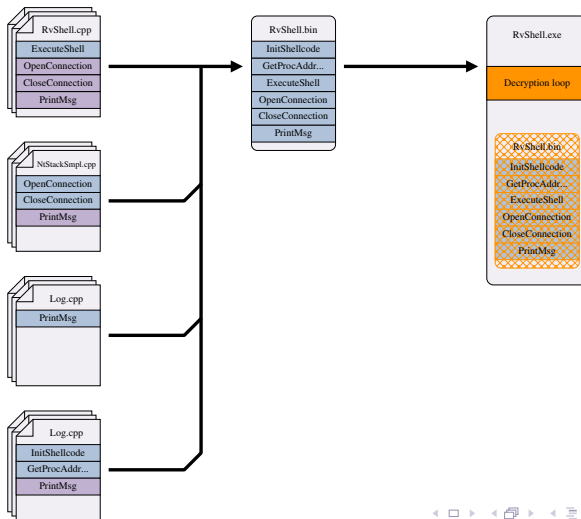 RvShell.cpp
ExecuteShell
OpenConnection
CloseConnection
PrintMsg
NtStackSmpl.cpp
OpenConnection
CloseConnection
PrintMsg
Log.cpp
PrintMsg
Log.cpp
InitShellcode
GetProcAddr...
PrintMsg
RvShell.bin
InitShellcode
GetProcAddr...
ExecuteShell
OpenConnection
CloseConnection
PrintMsg
RvShell.exe
Decryption loop
RvShell.bin
InitShellcode
GetProcAddr...
ExecuteShell
OpenConnection
CloseConnection
PrintMsg